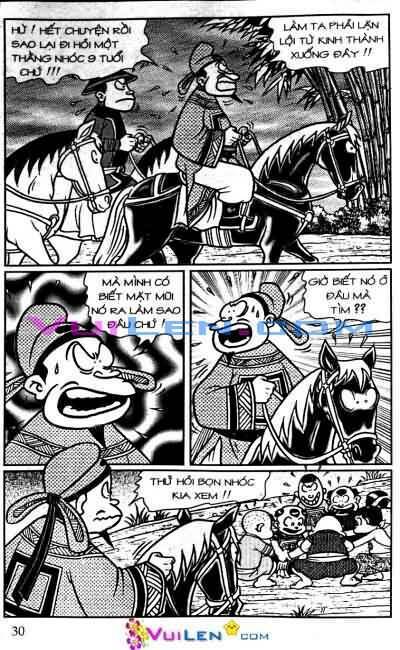 HỪ ! HẾT CHUYỆN RỒI
SAO LẠI ĐI HỎI MỘT
THẰNG NHÓC 9 TUỔI
CHỨ !!!
LÀM TA PHẢI LẶN
LỘI TỪ KINH THÀNH
XUỐNG ĐÂY !!
MÀ MÌNH CÓ
BIẾT MẶT MŨI
NÓ RA LÀM SAO
ĐÂU CHỨ !
GIỜ BIẾT NÓ Ở
ĐÂU MÀ
TÌM ??
VUILEN.COM
THỬ HỎI BỌN NHÓC
KIA XEM !!
30
VUILEN COM